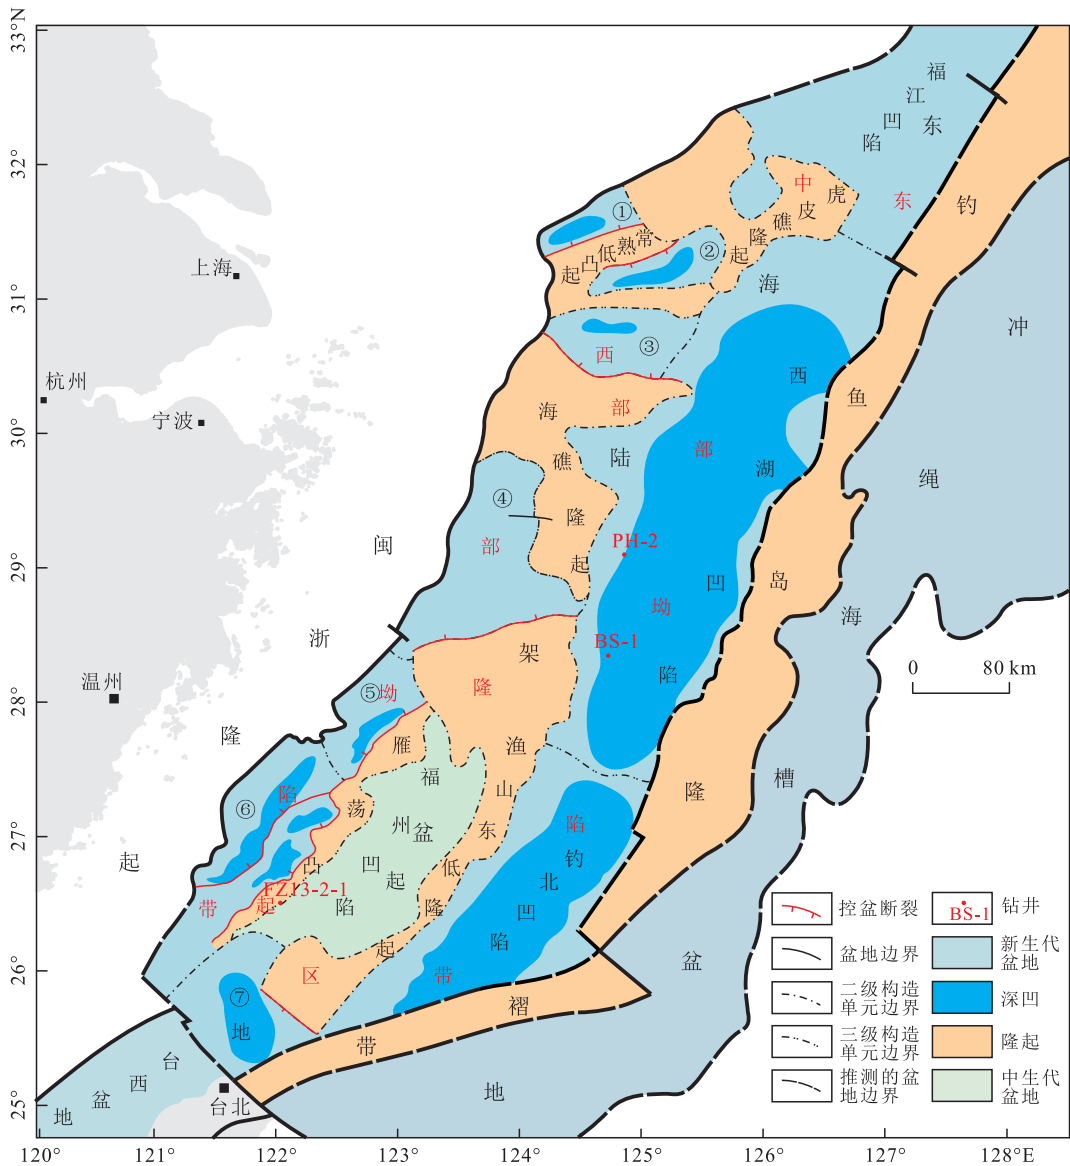 33°N
32°
31°
30°
29°
28°
27°
26°
25°
120°
121°
122°
123°
124°
125°
126°
127°
128°E
上海
杭州
宁波
温州
台北
浙闽隆起
东海陆架盆地
西部坳陷带
中部隆起区
东部坳陷带
福江凹陷
虎皮礁隆起
①
常熟低凸起
②
③
海礁隆起
④
⑤
⑥
⑦
雁荡凸起
福州凹陷
渔山东低隆起
西湖凹陷
钓北凹陷
钓鱼岛隆褶带
冲绳海槽盆地
台西盆地
PH-2
BS-1
FZ13-2-1
0 80 km
控盆断裂
盆地边界
二级构造
单元边界
三级构造
单元边界
推测的盆
地边界
BS-1
钻井
新生代
盆地
深凹
隆起
中生代
盆地